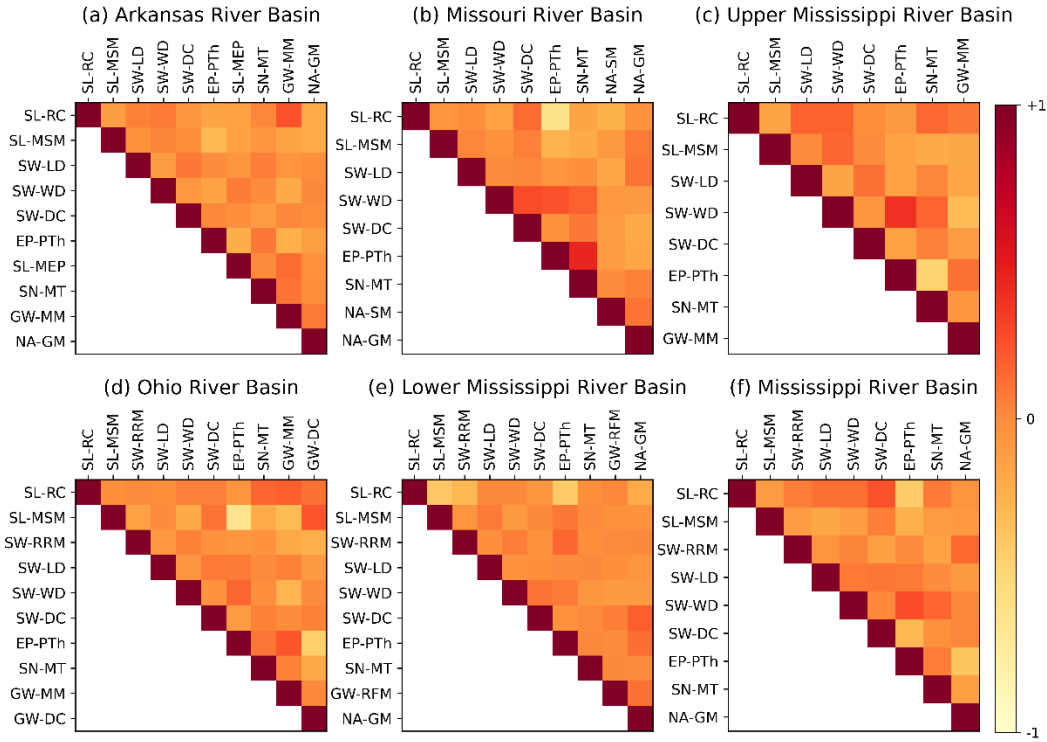 (a) Arkansas River Basin
SL-RC
SL-MSM
SW-LD
SW-WD
SW-DC
EP-PTh
SL-MEP
SN-MT
GW-MM
NA-GM
SL-RC
SL-MSM
SW-LD
SW-WD
SW-DC
EP-PTh
SL-MEP
SN-MT
GW-MM
NA-GM
(b) Missouri River Basin
SL-RC
SL-MSM
SW-LD
SW-WD
SW-DC
EP-PTh
SN-MT
NA-SM
NA-GM
SL-RC
SL-MSM
SW-LD
SW-WD
SW-DC
EP-PTh
SN-MT
NA-SM
NA-GM
(c) Upper Mississippi River Basin
SL-RC
SL-MSM
SW-LD
SW-WD
SW-DC
EP-PTh
SN-MT
GW-MM
SL-RC
SL-MSM
SW-LD
SW-WD
SW-DC
EP-PTh
SN-MT
GW-MM
(d) Ohio River Basin
SL-RC
SL-MSM
SW-RRM
SW-LD
SW-WD
SW-DC
EP-PTh
SN-MT
GW-MM
GW-DC
SL-RC
SL-MSM
SW-RRM
SW-LD
SW-WD
SW-DC
EP-PTh
SN-MT
GW-MM
GW-DC
(e) Lower Mississippi River Basin
SL-RC
SL-MSM
SW-RRM
SW-LD
SW-WD
SW-DC
EP-PTh
SN-MT
GW-RFM
NA-GM
SL-RC
SL-MSM
SW-RRM
SW-LD
SW-WD
SW-DC
EP-PTh
SN-MT
GW-RFM
NA-GM
(f) Mississippi River Basin
SL-RC
SL-MSM
SW-RRM
SW-LD
SW-WD
SW-DC
EP-PTh
SN-MT
NA-GM
SL-RC
SL-MSM
SW-RRM
SW-LD
SW-WD
SW-DC
EP-PTh
SN-MT
NA-GM
+1
0
-1